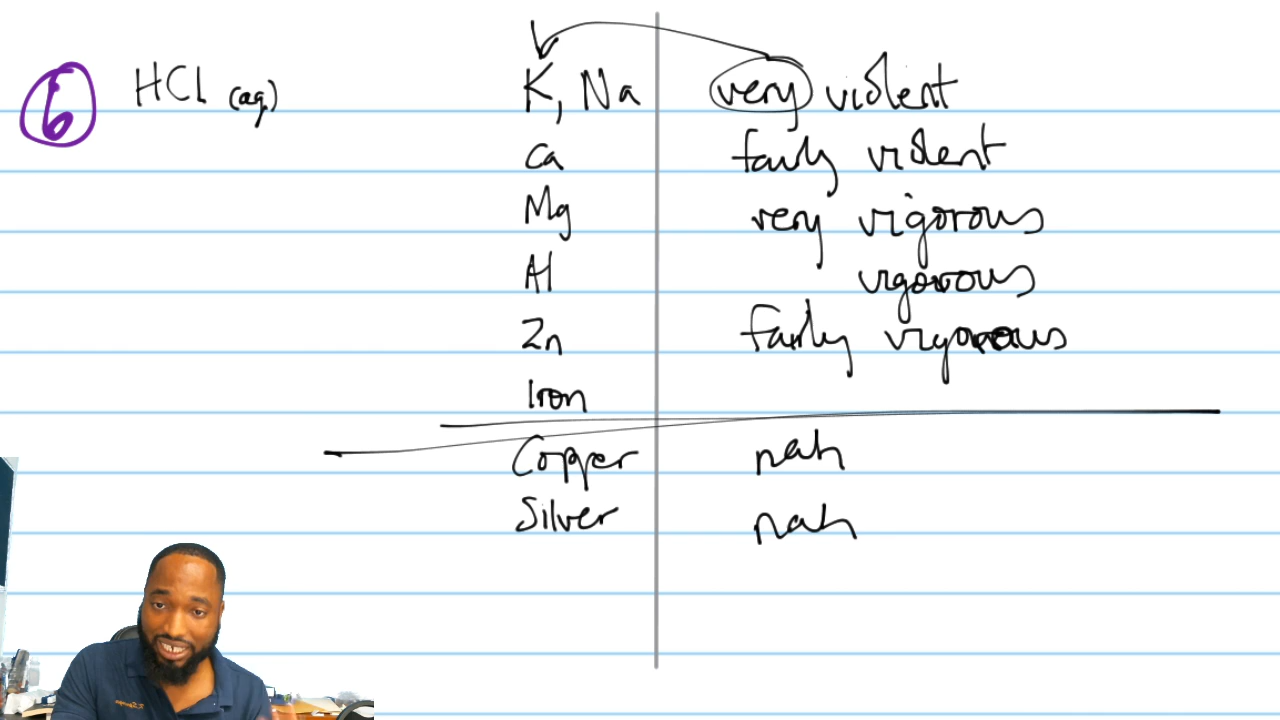 6 HCl (aq) K, Na very violent
Ca fairly violent
Mg very vigorous
Al vigorous
Zn fairly vigorous
Iron
Copper nah
Silver nah